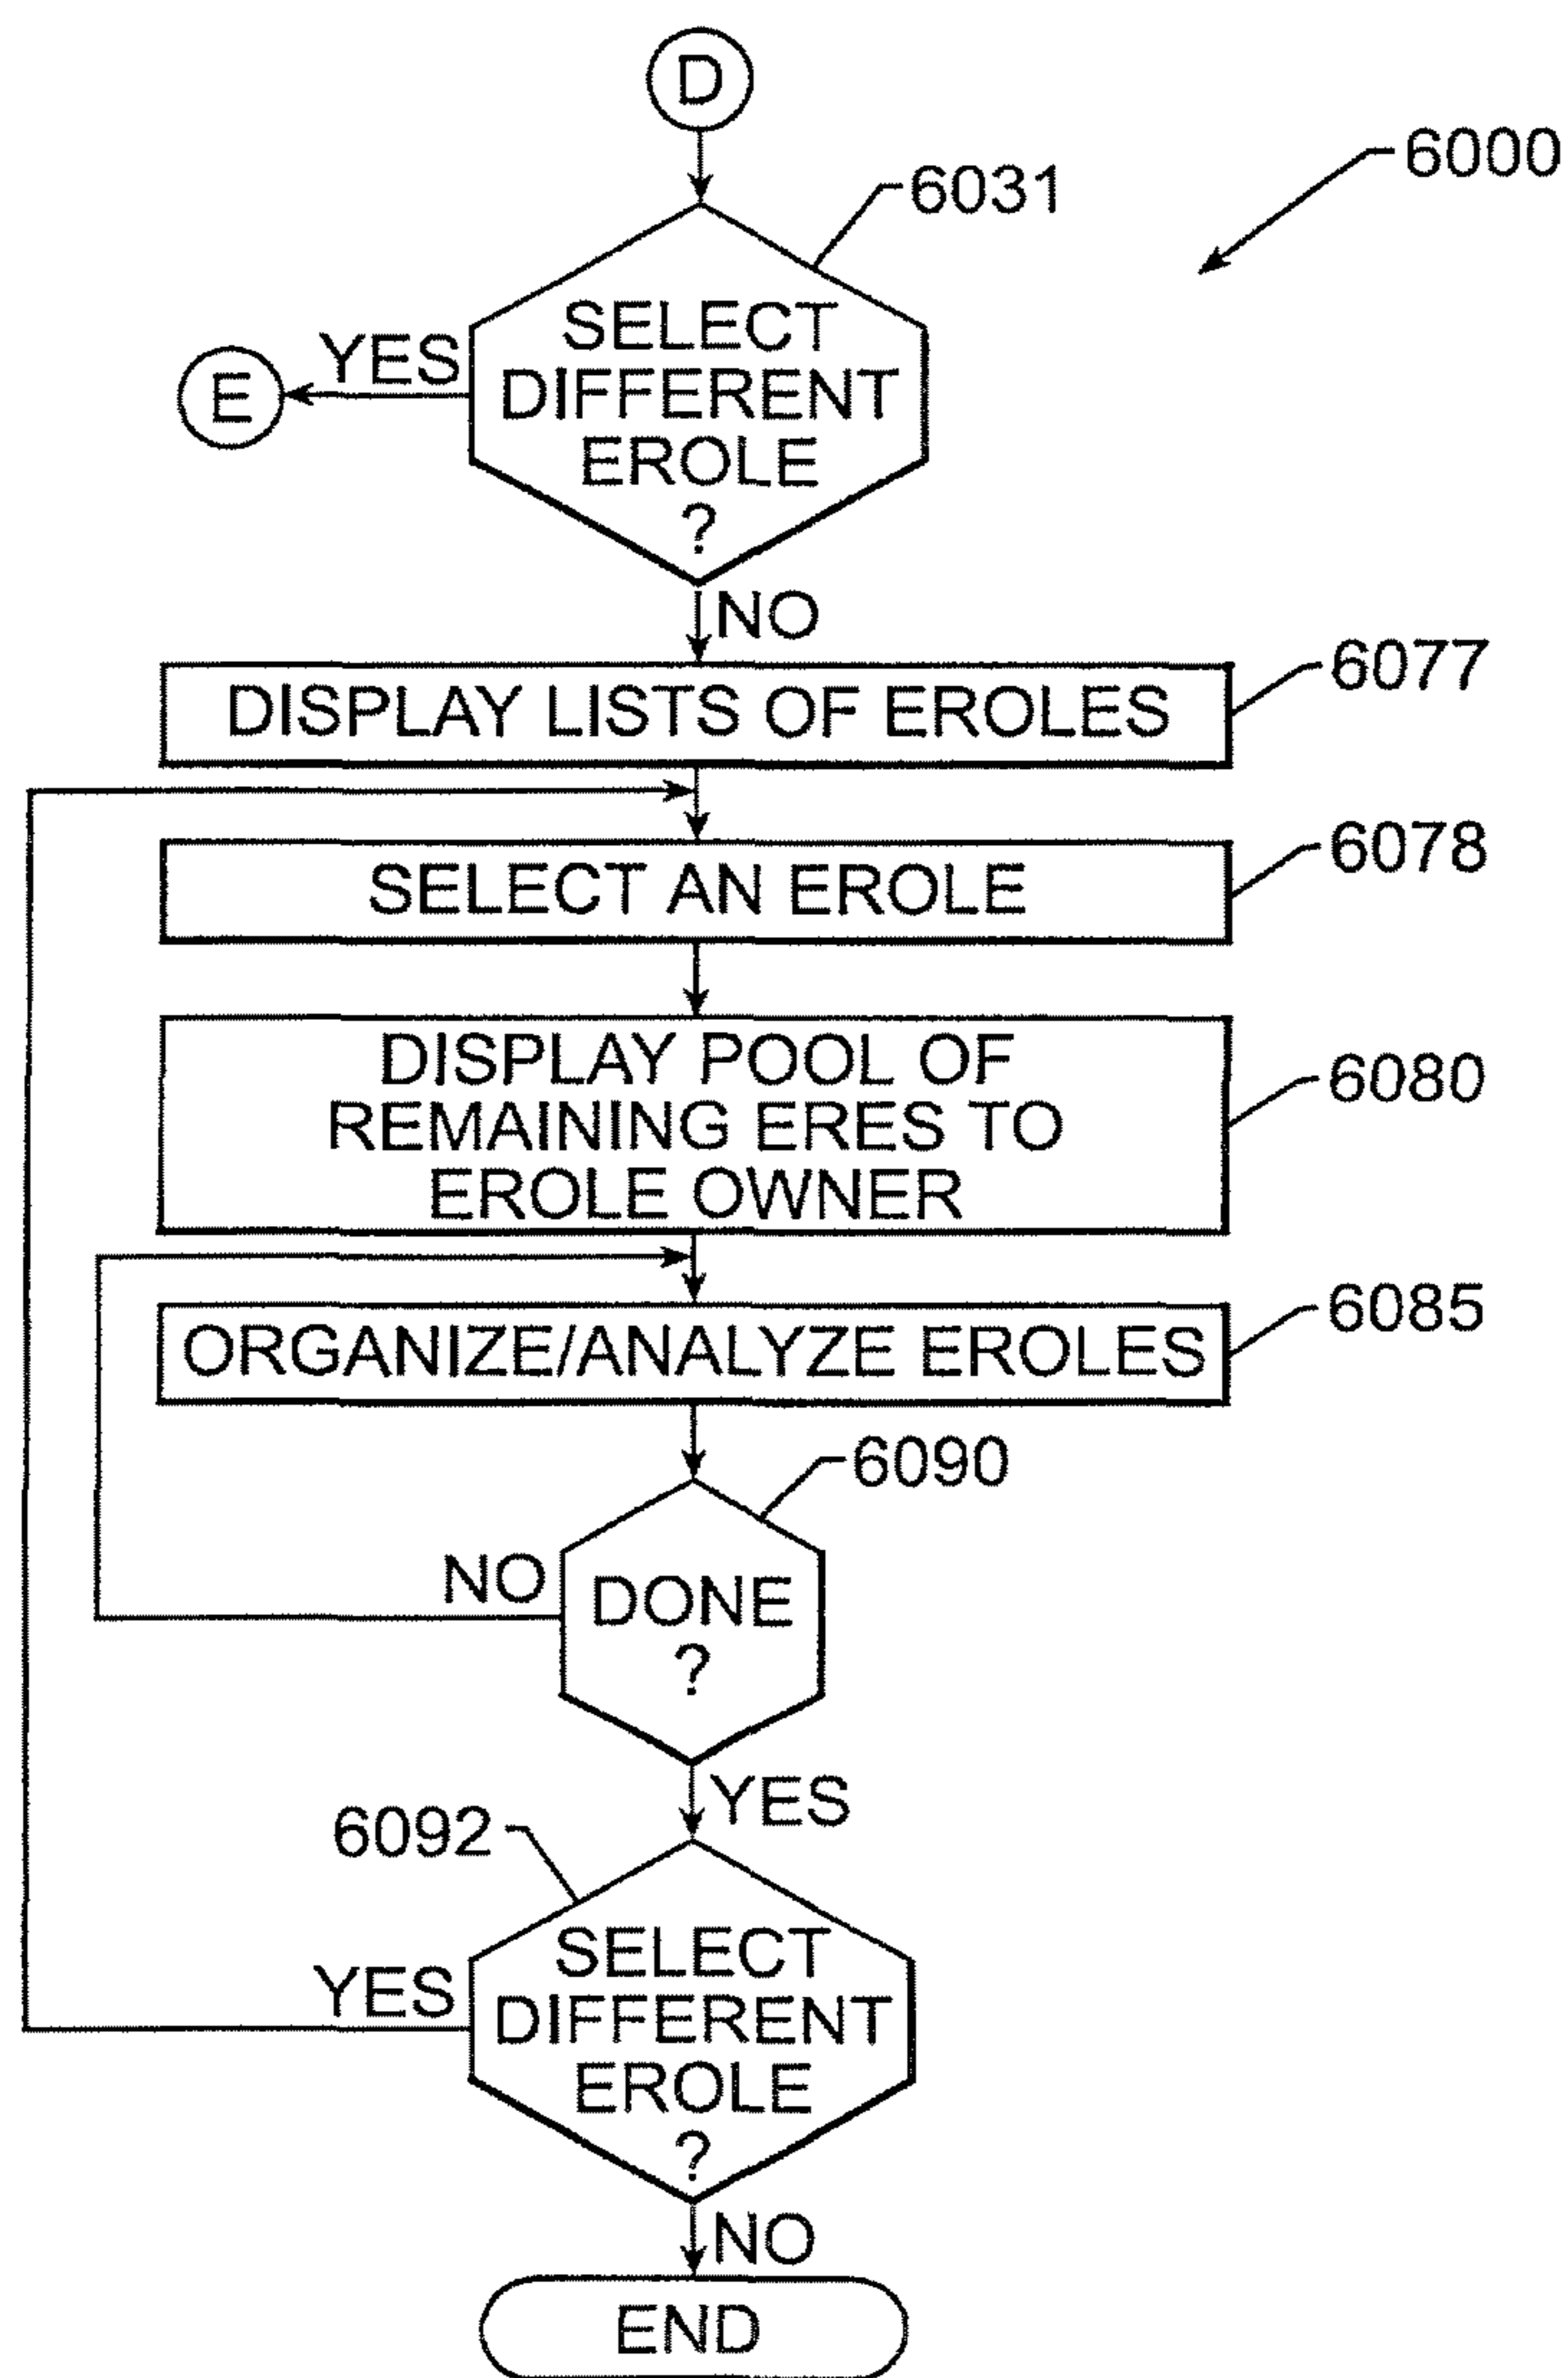 D
6000
6031
SELECT
DIFFERENT
EROLE
?
YES
E
NO
DISPLAY LISTS OF EROLES
6077
SELECT AN EROLE
6078
DISPLAY POOL OF
REMAINING ERES TO
EROLE OWNER
6080
ORGANIZE/ANALYZE EROLES
6085
6090
DONE
?
NO
YES
6092
SELECT
DIFFERENT
EROLE
?
YES
NO
END